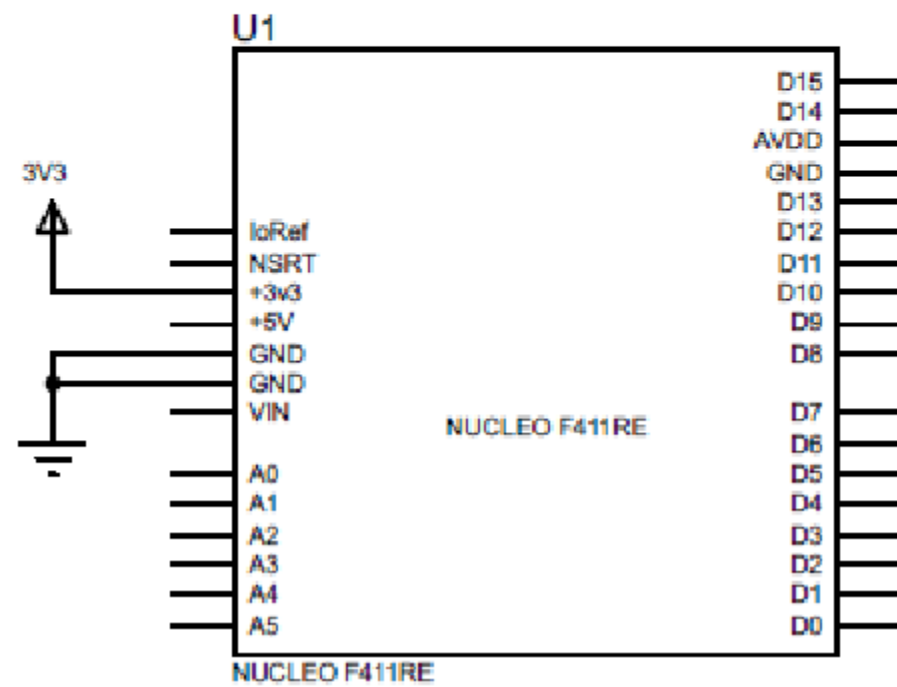 U1
3V3
IoRef
NSRT
+3v3
+5V
GND
GND
VIN
A0
A1
A2
A3
A4
A5
NUCLEO F411RE
D15
D14
AVDD
GND
D13
D12
D11
D10
D9
D8
D7
D6
D5
D4
D3
D2
D1
D0
NUCLEO F411RE